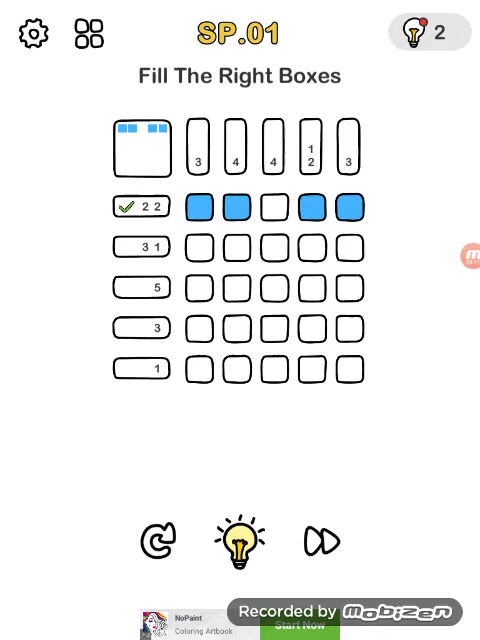 SP.01
2
Fill The Right Boxes
3 4 4 1 2 3
2 2
3 1
5
3
1
NoPaint
Coloring Artbook
Start Now
Recorded by MOBIZEN